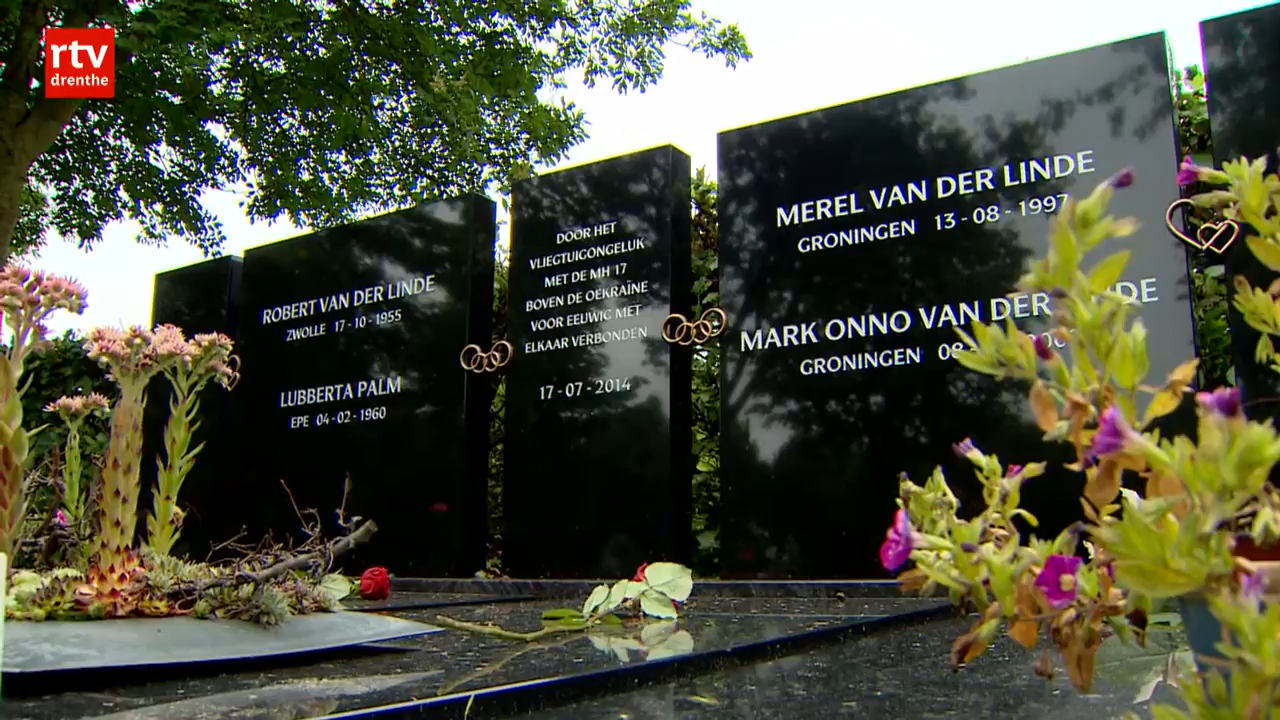 rtv
drenthe
ROBERT VAN DER LINDE
ZWOLLE 17-10-1955
LUBBERTA PALM
EPE 04-02-1960
DOOR HET
VLIEGTUIGONGELUK
MET DE MH 17
BOVEN DE OEKRAÏNE
VOOR EEUWIG MET
ELKAAR VERBONDEN
17-07-2014
MEREL VAN DER LINDE
GRONINGEN 13-08-1997
MARK ONNO VAN DER LINDE
GRONINGEN 08-